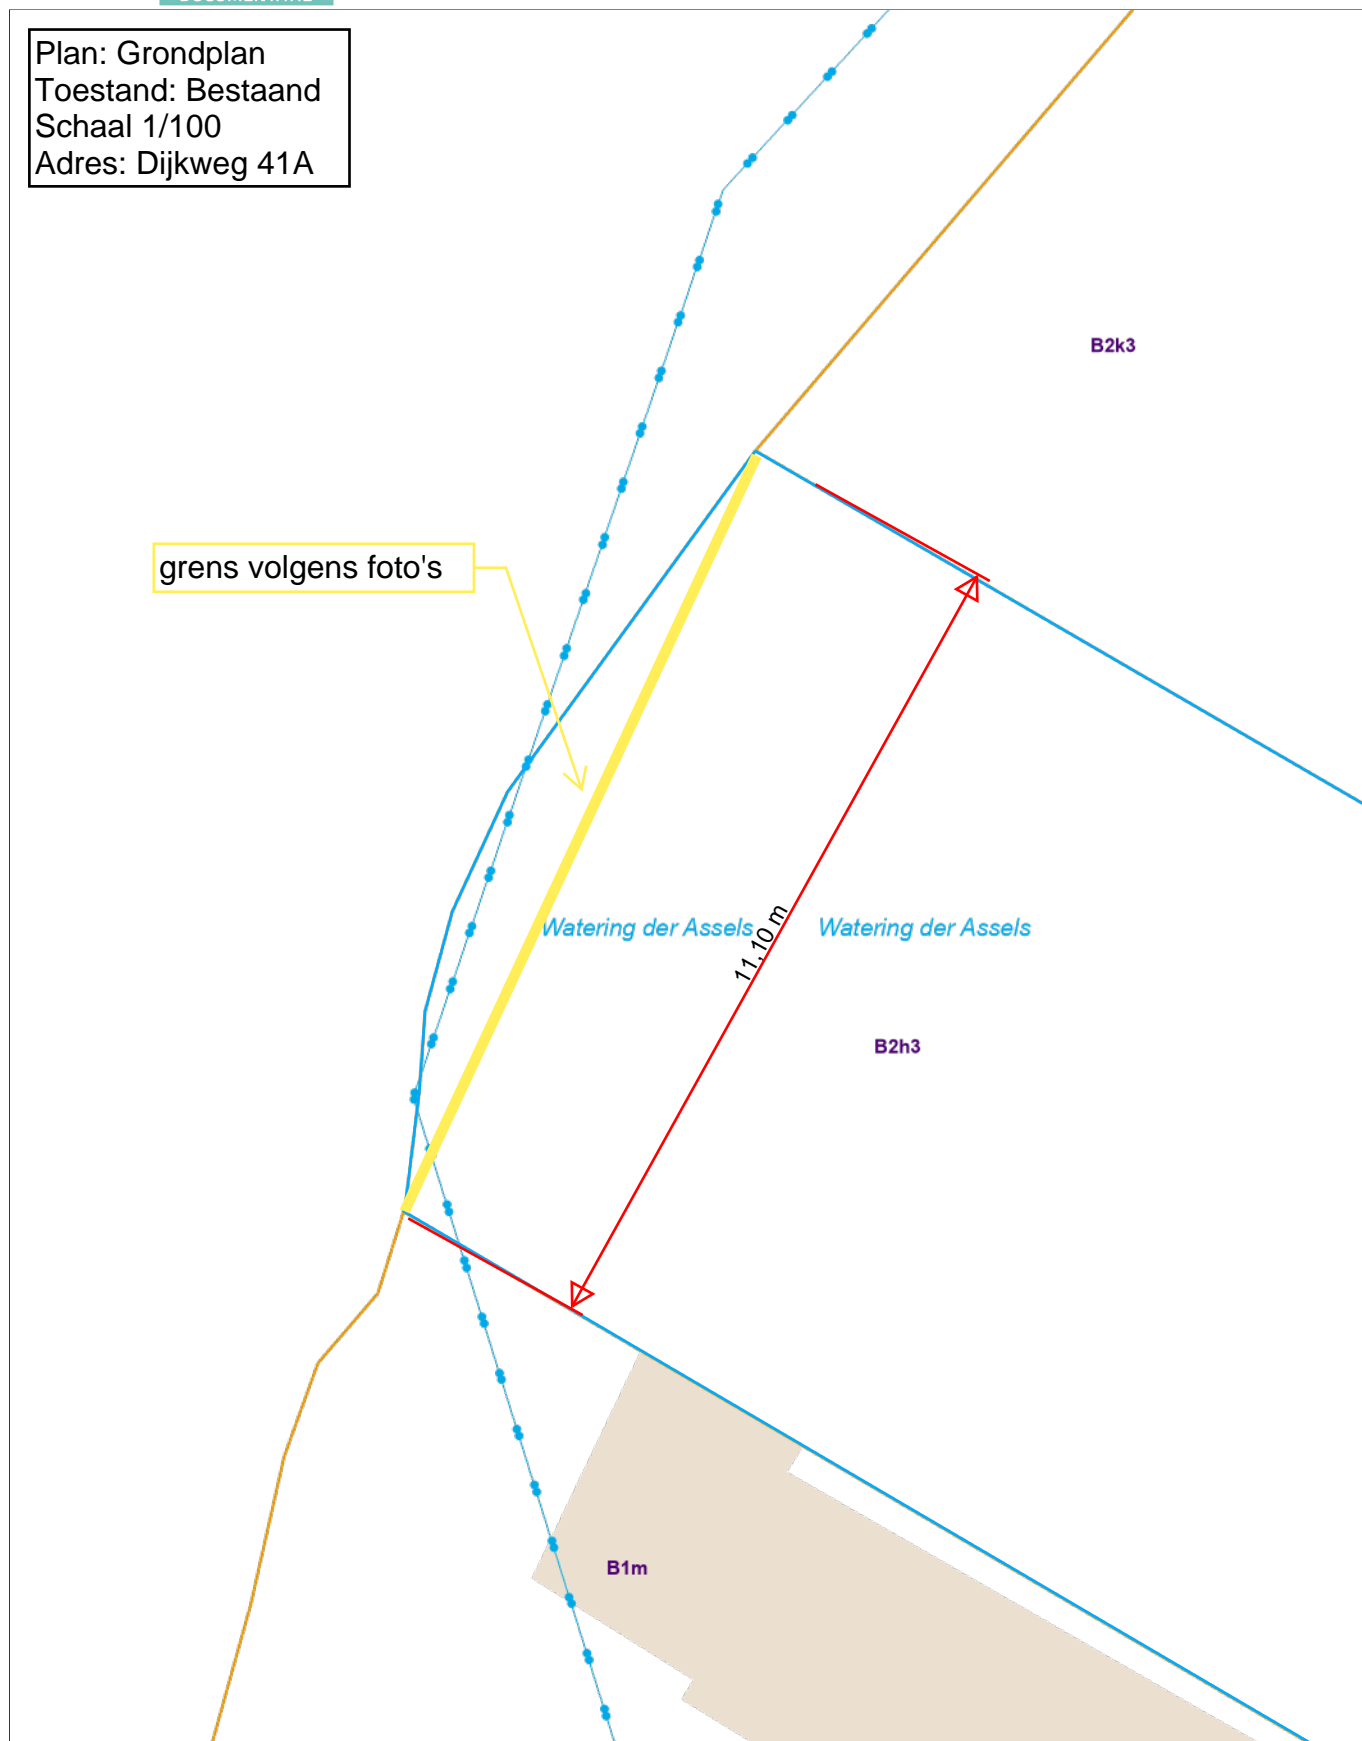 Plan: Grondplan
Toestand: Bestaand
Schaal 1/100
Adres: Dijkweg 41A
B2k3
grens volgens foto's
Watering der Assels
Watering der Assels
11,10 m
B2h3
B1m